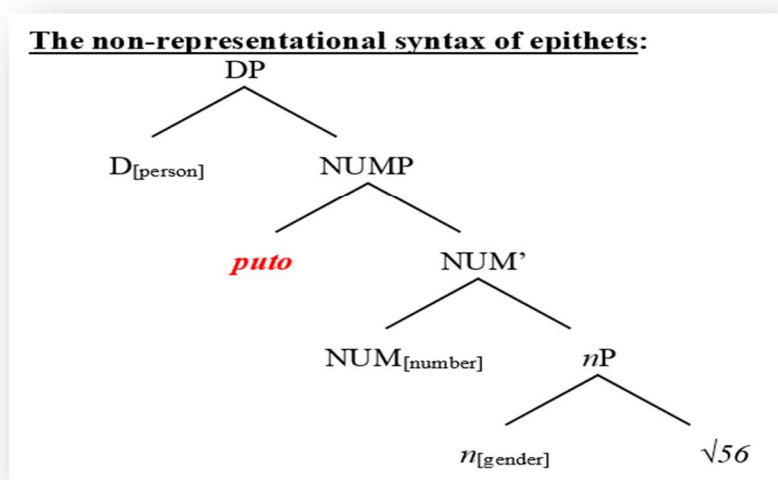 The non-representational syntax of epithets:
DP
D[person] NUMP
puto NUM’
NUM[number] nP
n[gender] √56